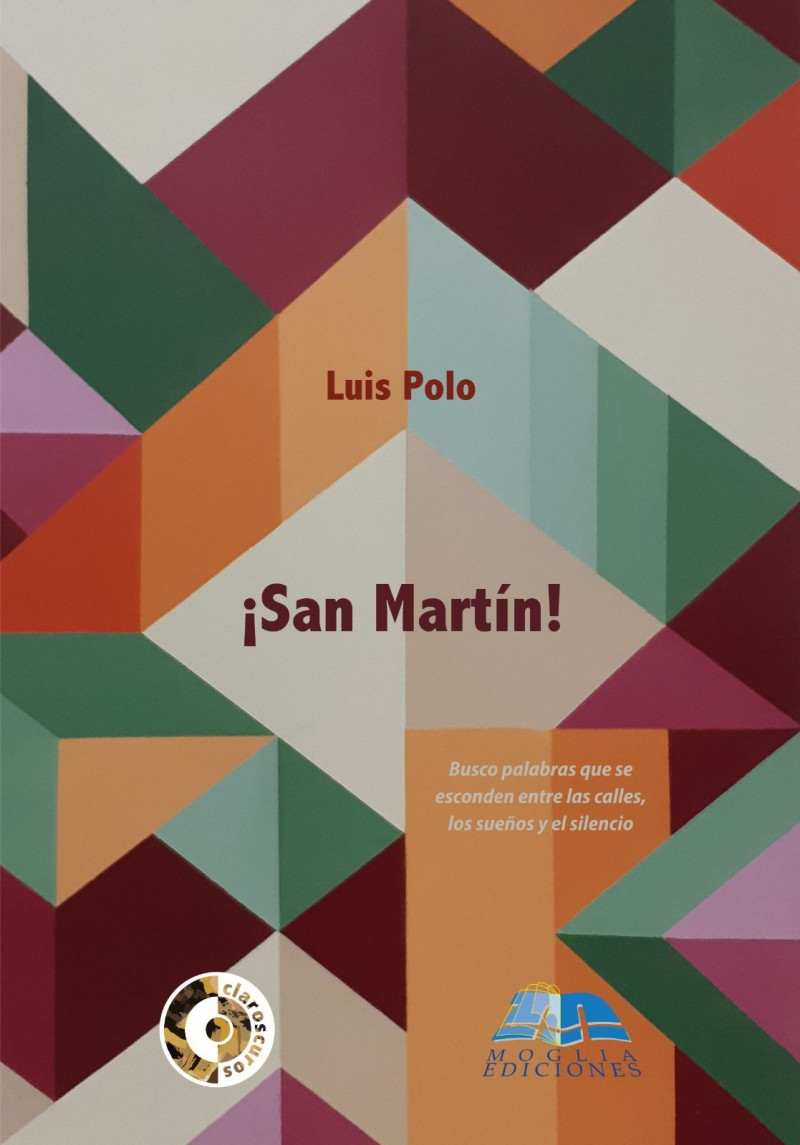 Luis Polo
¡San Martín!
Busco palabras que se
esconden entre las calles,
los sueños y el silencio
claroscuros
MOGLIA
EDICIONES